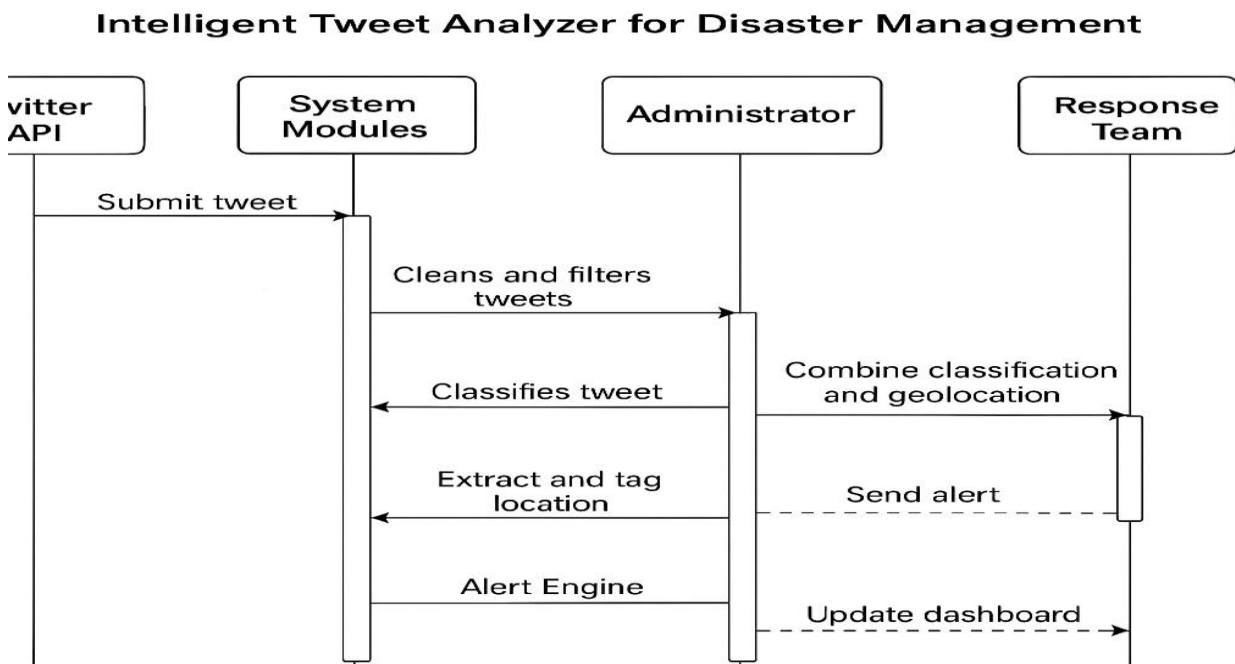 Intelligent Tweet Analyzer for Disaster Management
witter
API
System
Modules
Administrator
Response
Team
Submit tweet
Cleans and filters
tweets
Classifies tweet
Combine classification
and geolocation
Extract and tag
location
Send alert
Alert Engine
Update dashboard